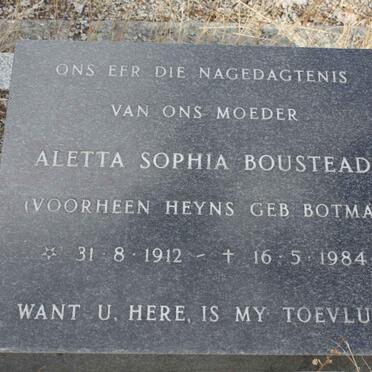 ONS EER DIE NAGEDAGTENIS
VAN ONS MOEDER
ALETTA SOPHIA BOUSTEAD
(VOORHEEN HEYNS GEB BOTMA
☆ 31·8·1912 - † 16·5·1984
WANT U, HERE, IS MY TOEVLU